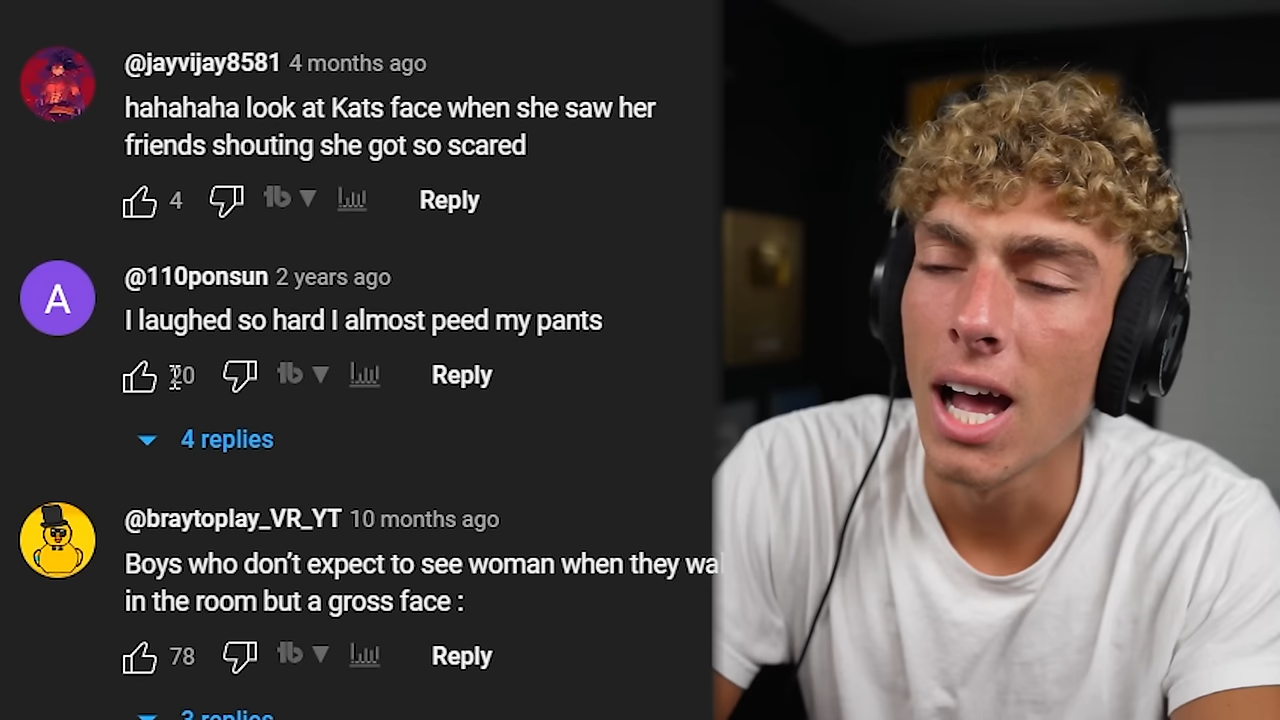 @jayvijay8581 4 months ago
hahahaha look at Kats face when she saw her
friends shouting she got so scared
4 Reply
A
@110ponsun 2 years ago
I laughed so hard I almost peed my pants
Reply
4 replies
@braytoplay_VR_YT 10 months ago
Boys who don’t expect to see woman when they
in the room but a gross face :
78 Reply
3 replies